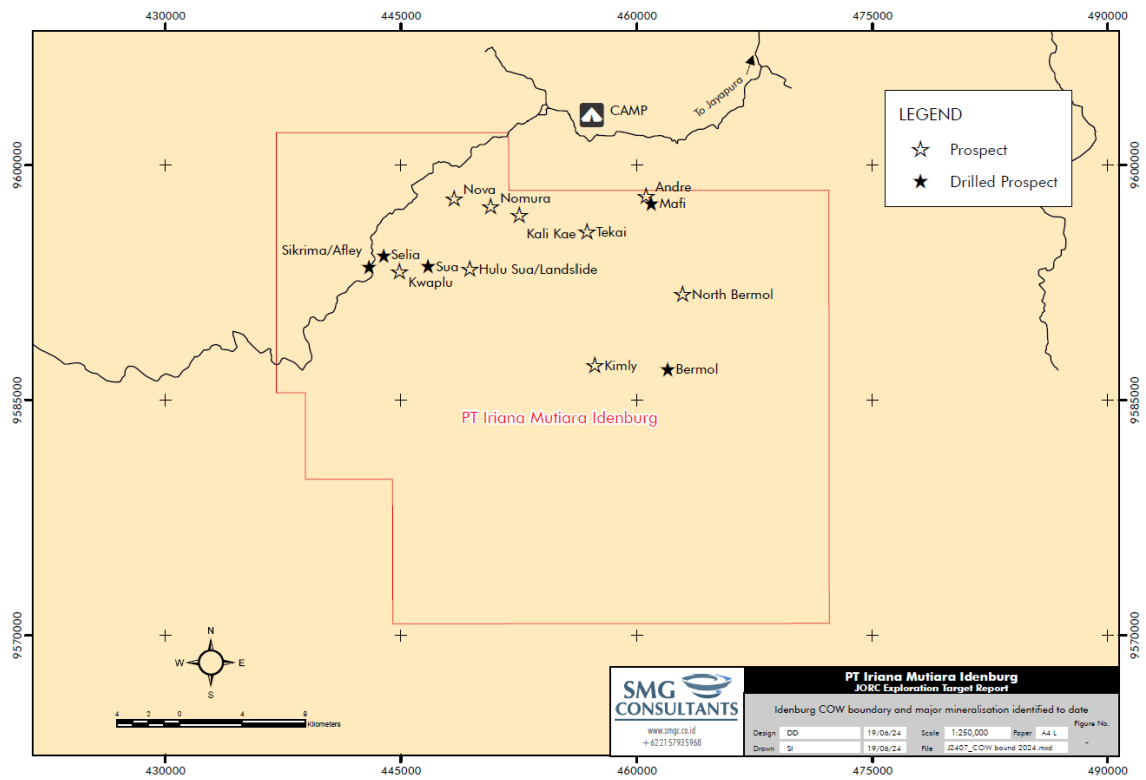 430000
445000
460000
475000
490000
9600000
9600000
To Jayapura
CAMP
LEGEND
Prospect
Drilled Prospect
Nova
Nomura
Andre
Mafi
Kali Kae
Tekai
Sikrima/Afley
Selia
Sua
Hulu Sua/Landslide
Kwaplu
North Bermol
Kimly
Bermol
9585000
9585000
PT Iriana Mutiara Idenburg
9570000
9570000
N
W
E
S
4 2 0 4 8
Kilometers
SMG
CONSULTANTS
www.smgc.co.id
+622157935968
PT Iriana Mutiara Idenburg
JORC Exploration Target Report
Idenburg COW boundary and major mineralisation identified to date
Figure No.
-
Design DD 19/06/24 Scale 1:250,000 Paper A4 L
Drawn SI 19/06/24 File J2407_COW bound 2024.mxd
430000
445000
460000
475000
490000